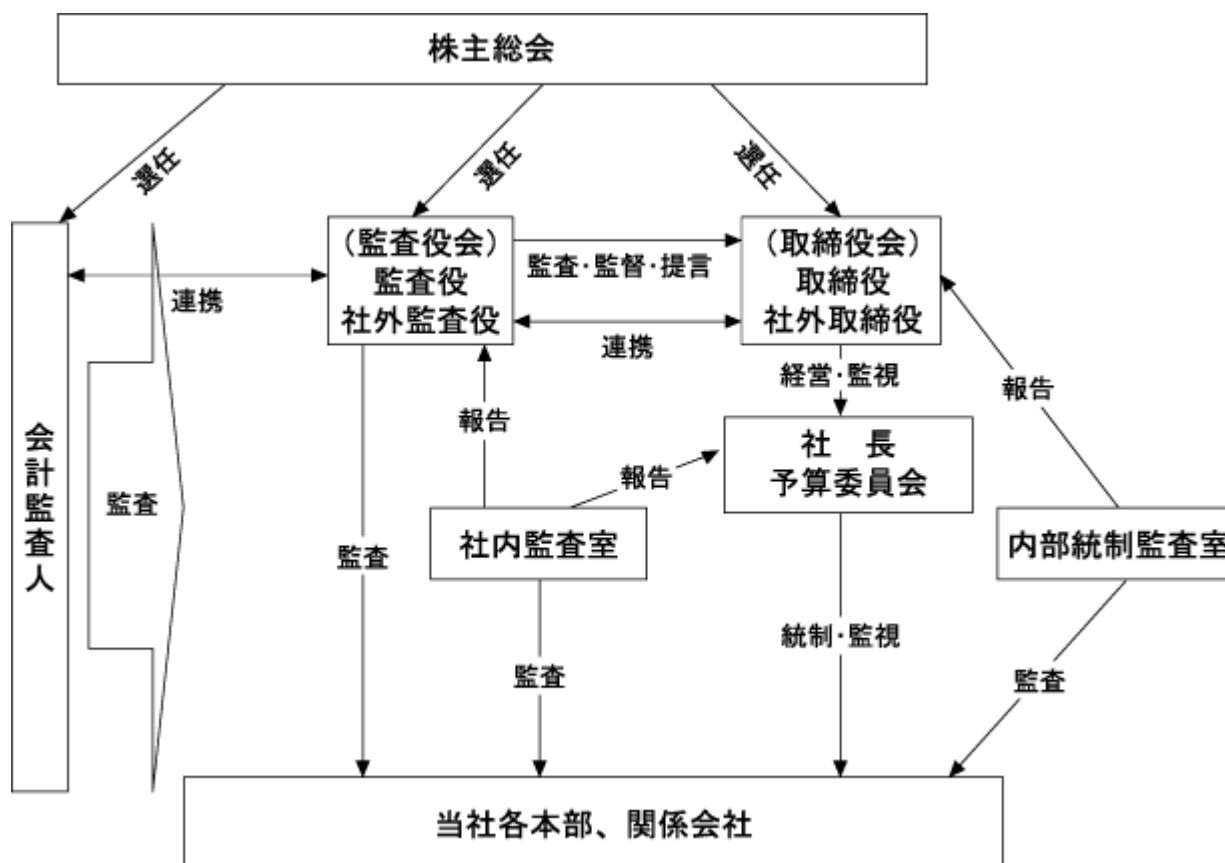 株主総会
選任
選任
選任
(監査役会)
監査役
社外監査役
監査・監督・提言
(取締役会)
取締役
社外取締役
連携
連携
経営・監視
報告
報告
社 長
予算委員会
報告
会計監査人
監査
社内監査室
内部統制監査室
監査
統制・監視
監査
監査
当社各本部、関係会社